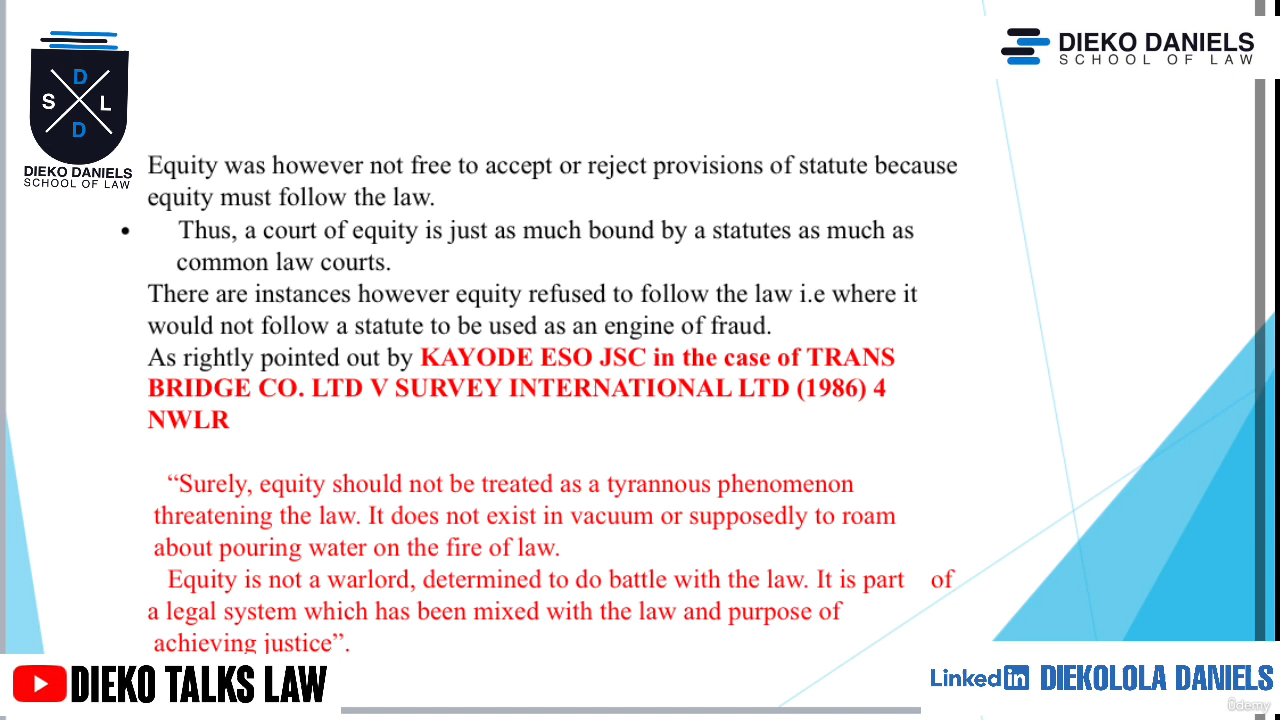 D
S L
D
DIEKO DANIELS
SCHOOL OF LAW
DIEKO DANIELS
SCHOOL OF LAW
Equity was however not free to accept or reject provisions of statute because
equity must follow the law.
• Thus, a court of equity is just as much bound by a statutes as much as
common law courts.
There are instances however equity refused to follow the law i.e where it
would not follow a statute to be used as an engine of fraud.
As rightly pointed out by KAYODE ESO JSC in the case of TRANS
BRIDGE CO. LTD V SURVEY INTERNATIONAL LTD (1986) 4
NWLR
“Surely, equity should not be treated as a tyrannous phenomenon
threatening the law. It does not exist in vacuum or supposedly to roam
about pouring water on the fire of law.
Equity is not a warlord, determined to do battle with the law. It is part of
a legal system which has been mixed with the law and purpose of
achieving justice”.
DIEKO TALKS LAW
Linked in DIEKOLOLA DANIELS
ûdemy